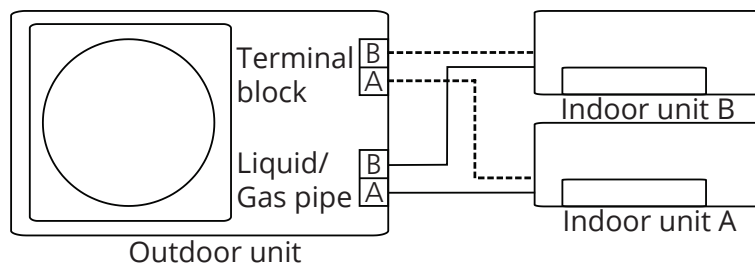 Terminal
block
B
A
Liquid/
Gas pipe
B
A
Outdoor unit
Indoor unit B
Indoor unit A